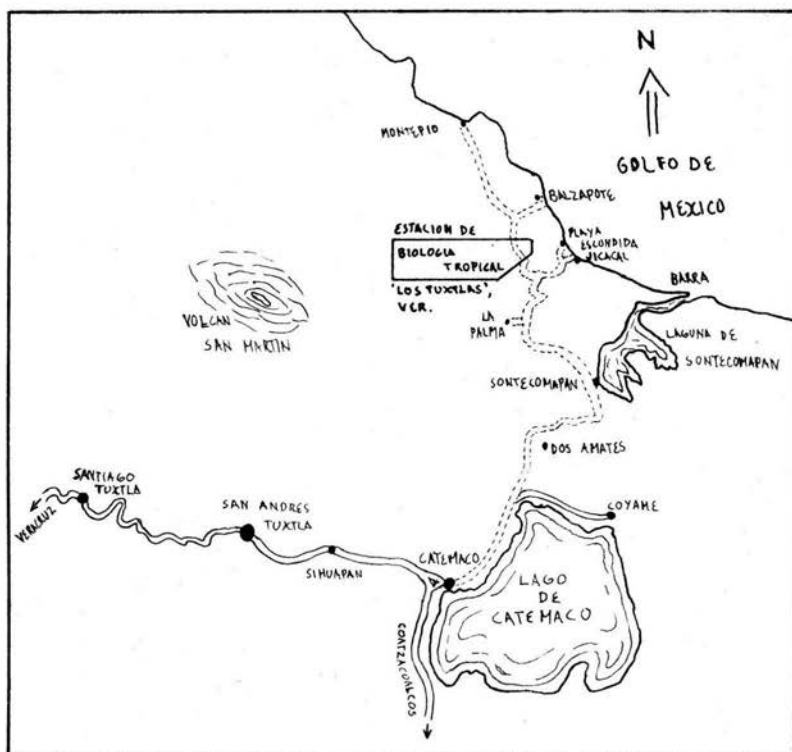 N
MONTEPIO
GOLFO DE
MEXICO
BALZAPOTE
ESTACION DE
BIOLOGIA
TROPICAL
'LOS TUXTLAS',
VER.
PLAYA
ESCONDIDA
JICACAL
BARRA
VOLCAN
SAN MARTIN
LA
PALMA
LAGUNA DE
SONTECOMAPAN
SONTECOMAPAN
DOS AMATES
SANTIAGO
TUXTLA
VERACRUZ
SAN ANDRES
TUXTLA
COYAME
SIHUAPAN
CATEMACO
LAGO
DE
CATEMACO
COATZACOALCOS